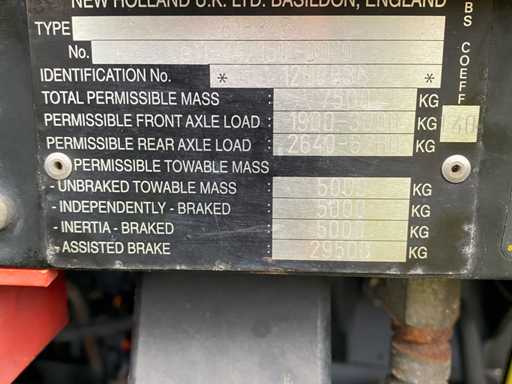 NEW HOLLAND U.K. LTD. BASILDON, ENGLAND
TYPE
No.
IDENTIFICATION No. * *
TOTAL PERMISSIBLE MASS : 7500 KG
PERMISSIBLE FRONT AXLE LOAD : KG
PERMISSIBLE REAR AXLE LOAD : KG
PERMISSIBLE TOWABLE MASS
- UNBRAKED TOWABLE MASS : 5000 KG
- INDEPENDENTLY - BRAKED : 5000 KG
- INERTIA - BRAKED : 5000 KG
- ASSISTED BRAKE : 29500 KG
COEFF
40